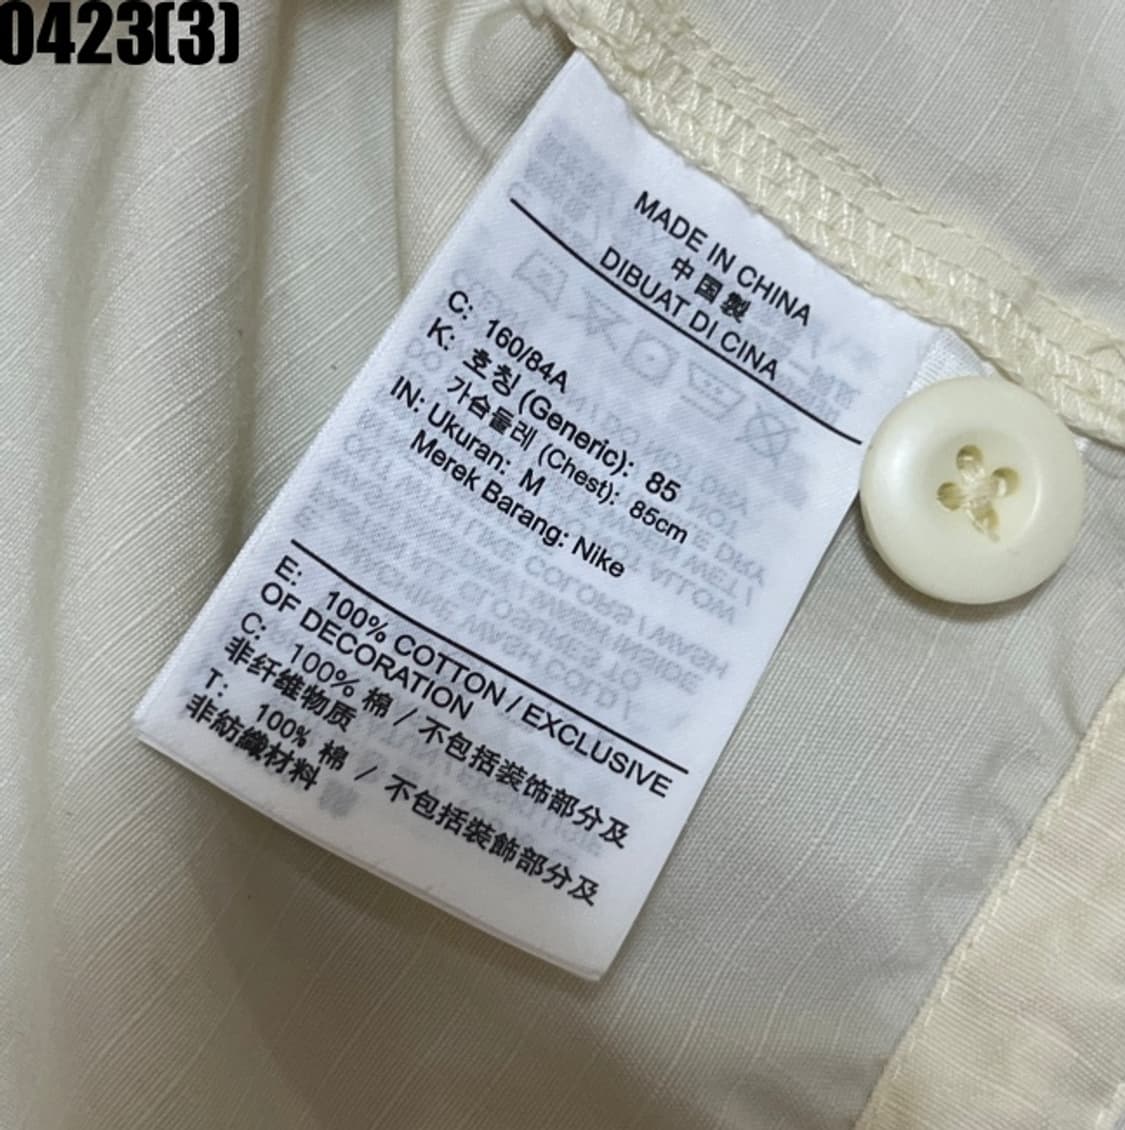 0423(3)
MADE IN CHINA
中国製
DIBUAT DI CINA
C: 160/84A
K: 호칭 (Generic): 85
가슴둘레 (Chest): 85cm
IN: Ukuran: M
Merek Barang: Nike
E: 100% COTTON / EXCLUSIVE
OF DECORATION
C: 100% 棉 / 不包括装饰部分及
非纤维物质
T: 100% 棉 / 不包括裝飾部分及
非紡織材料